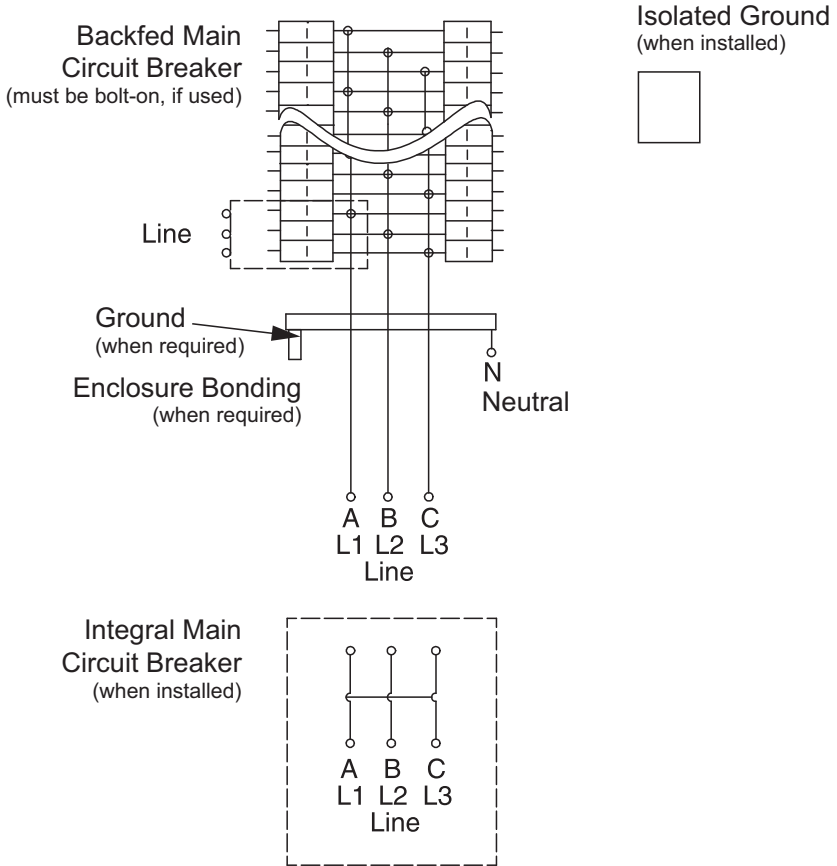 Backfed Main
Circuit Breaker
(must be bolt-on, if used)
Isolated Ground
(when installed)
Line
Ground
(when required)
Enclosure Bonding
(when required)
N
Neutral
A B C
L1 L2 L3
Line
Integral Main
Circuit Breaker
(when installed)
A B C
L1 L2 L3
Line